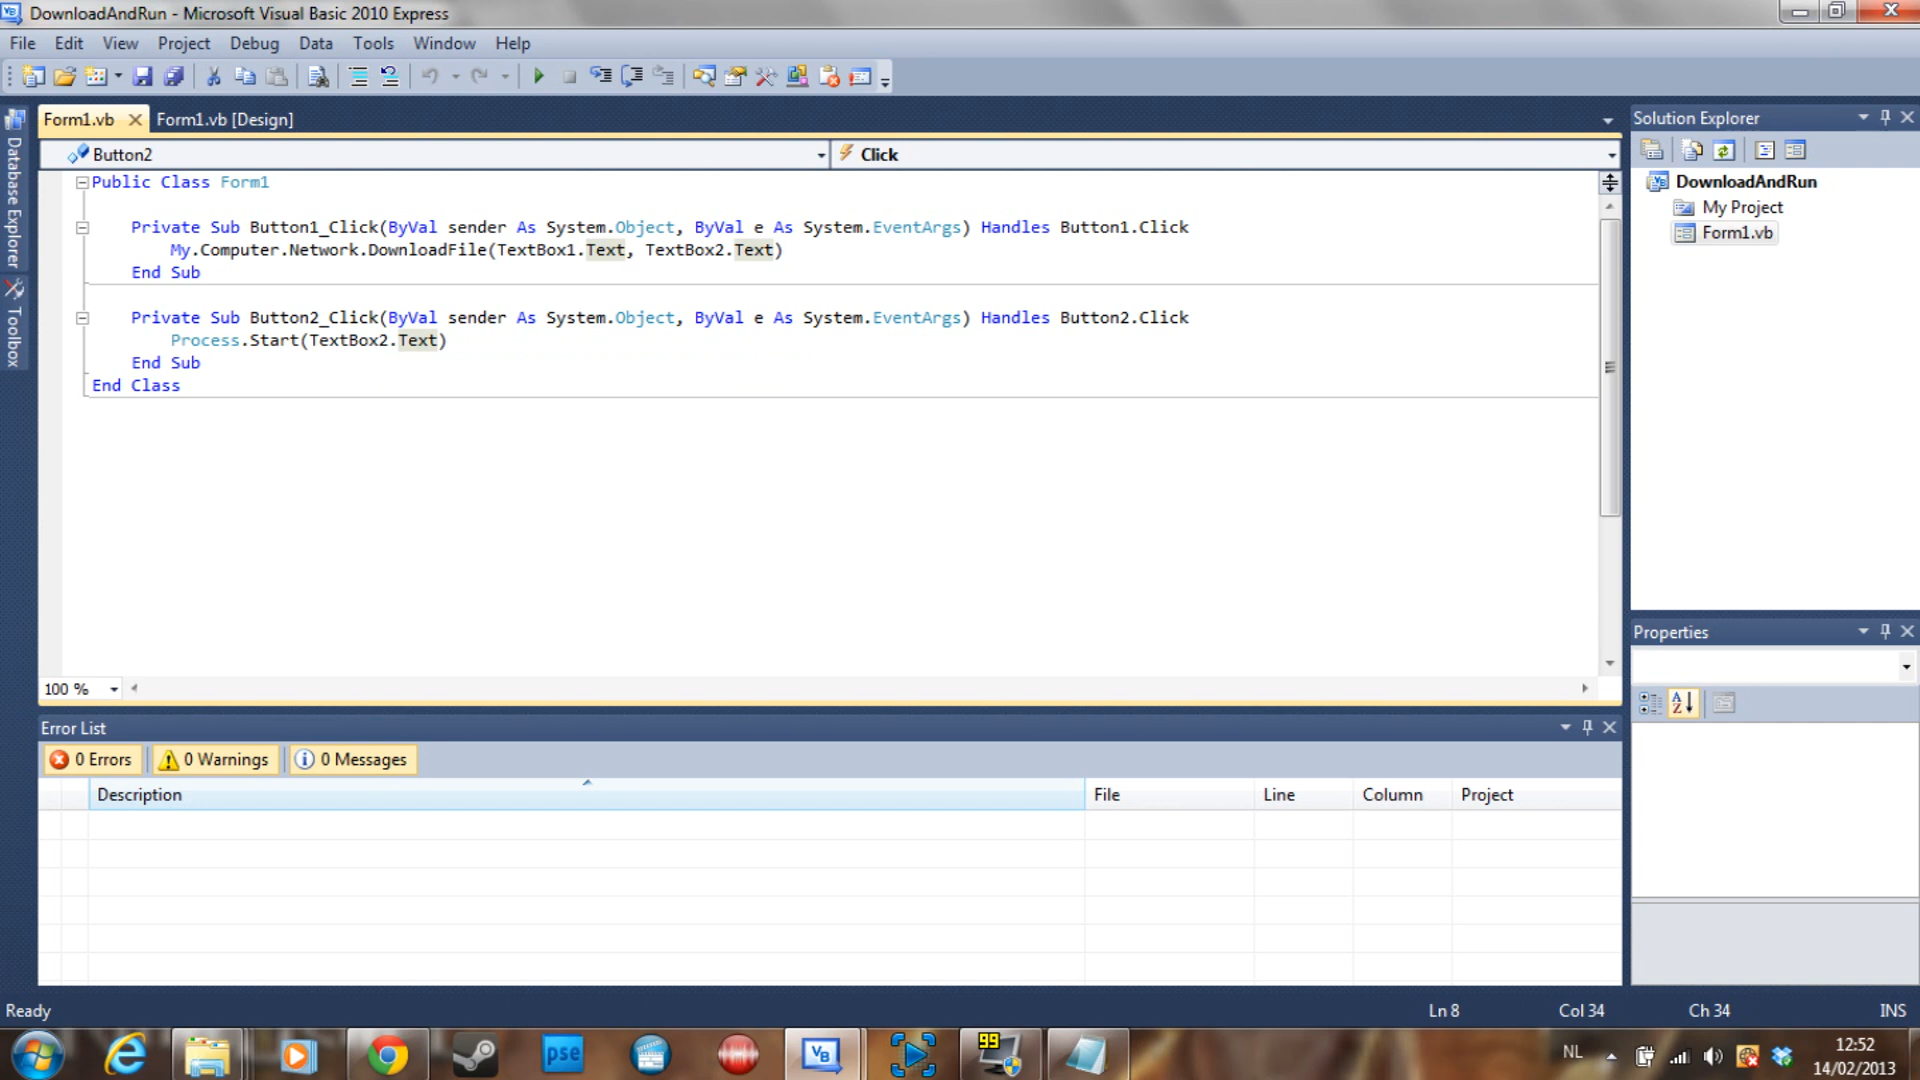 DownloadAndRun - Microsoft Visual Basic 2010 Express
File Edit View Project Debug Data Tools Window Help
Form1.vb Form1.vb [Design]
Button2 Click
Public Class Form1
Private Sub Button1_Click(ByVal sender As System.Object, ByVal e As System.EventArgs) Handles Button1.Click
My.Computer.Network.DownloadFile(TextBox1.Text, TextBox2.Text)
End Sub
Private Sub Button2_Click(ByVal sender As System.Object, ByVal e As System.EventArgs) Handles Button2.Click
Process.Start(TextBox2.Text)
End Sub
End Class
100 %
Database Explorer
Toolbox
Solution Explorer
DownloadAndRun
My Project
Form1.vb
Properties
Error List
0 Errors 0 Warnings 0 Messages
Description File Line Column Project
Ready Ln 8 Col 34 Ch 34 INS
pse VB 99 NL 12:52
14/02/2013